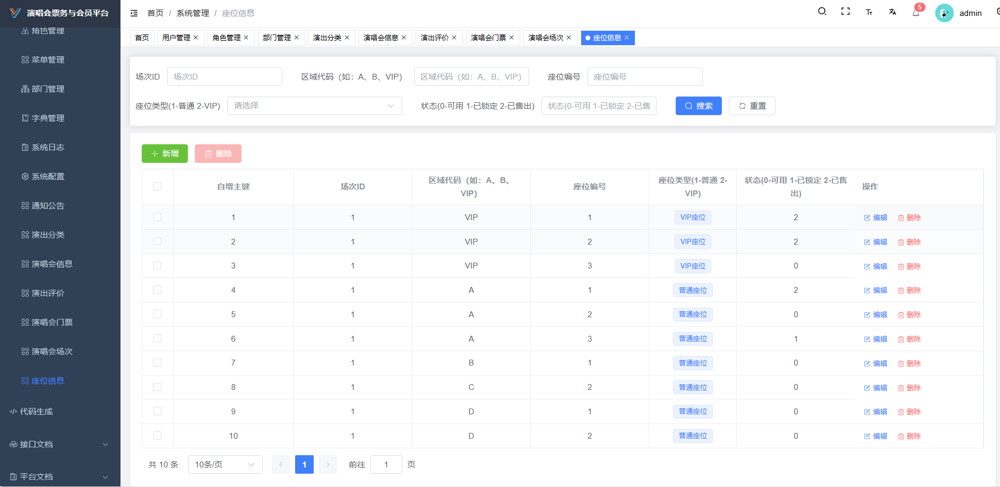 演唱会票务与会员平台
角色管理
菜单管理
部门管理
字典管理
系统日志
系统配置
通知公告
演出分类
演唱会信息
演出评价
演唱会门票
演唱会场次
座位信息
代码生成
接口文档
平台文档
首页 / 系统管理 / 座位信息
5
admin
首页 用户管理 角色管理 部门管理 演出分类 演唱会信息 演出评价 演唱会门票 演唱会场次 座位信息
场次ID 场次ID 区域代码（如：A、B、VIP) 区域代码（如：A、B、VIP) 座位编号 座位编号
座位类型(1-普通 2-VIP) 请选择 状态(0-可用 1-已锁定 2-已售出) 状态(0-可用 1-已锁定 2-已售 搜索 重置
新增 删除
自增主键 场次ID 区域代码（如：A、B、VIP) 座位编号 座位类型(1-普通 2-VIP) 状态(0-可用 1-已锁定 2-已售出) 操作
1 1 VIP 1 VIP座位 2 编辑 删除
2 1 VIP 2 VIP座位 2 编辑 删除
3 1 VIP 3 VIP座位 0 编辑 删除
4 1 A 1 普通座位 2 编辑 删除
5 1 A 2 普通座位 0 编辑 删除
6 1 A 3 普通座位 1 编辑 删除
7 1 B 1 普通座位 0 编辑 删除
8 1 C 2 普通座位 0 编辑 删除
9 1 D 1 普通座位 0 编辑 删除
10 1 D 2 普通座位 0 编辑 删除
共 10 条 10条/页 1 前往 1 页